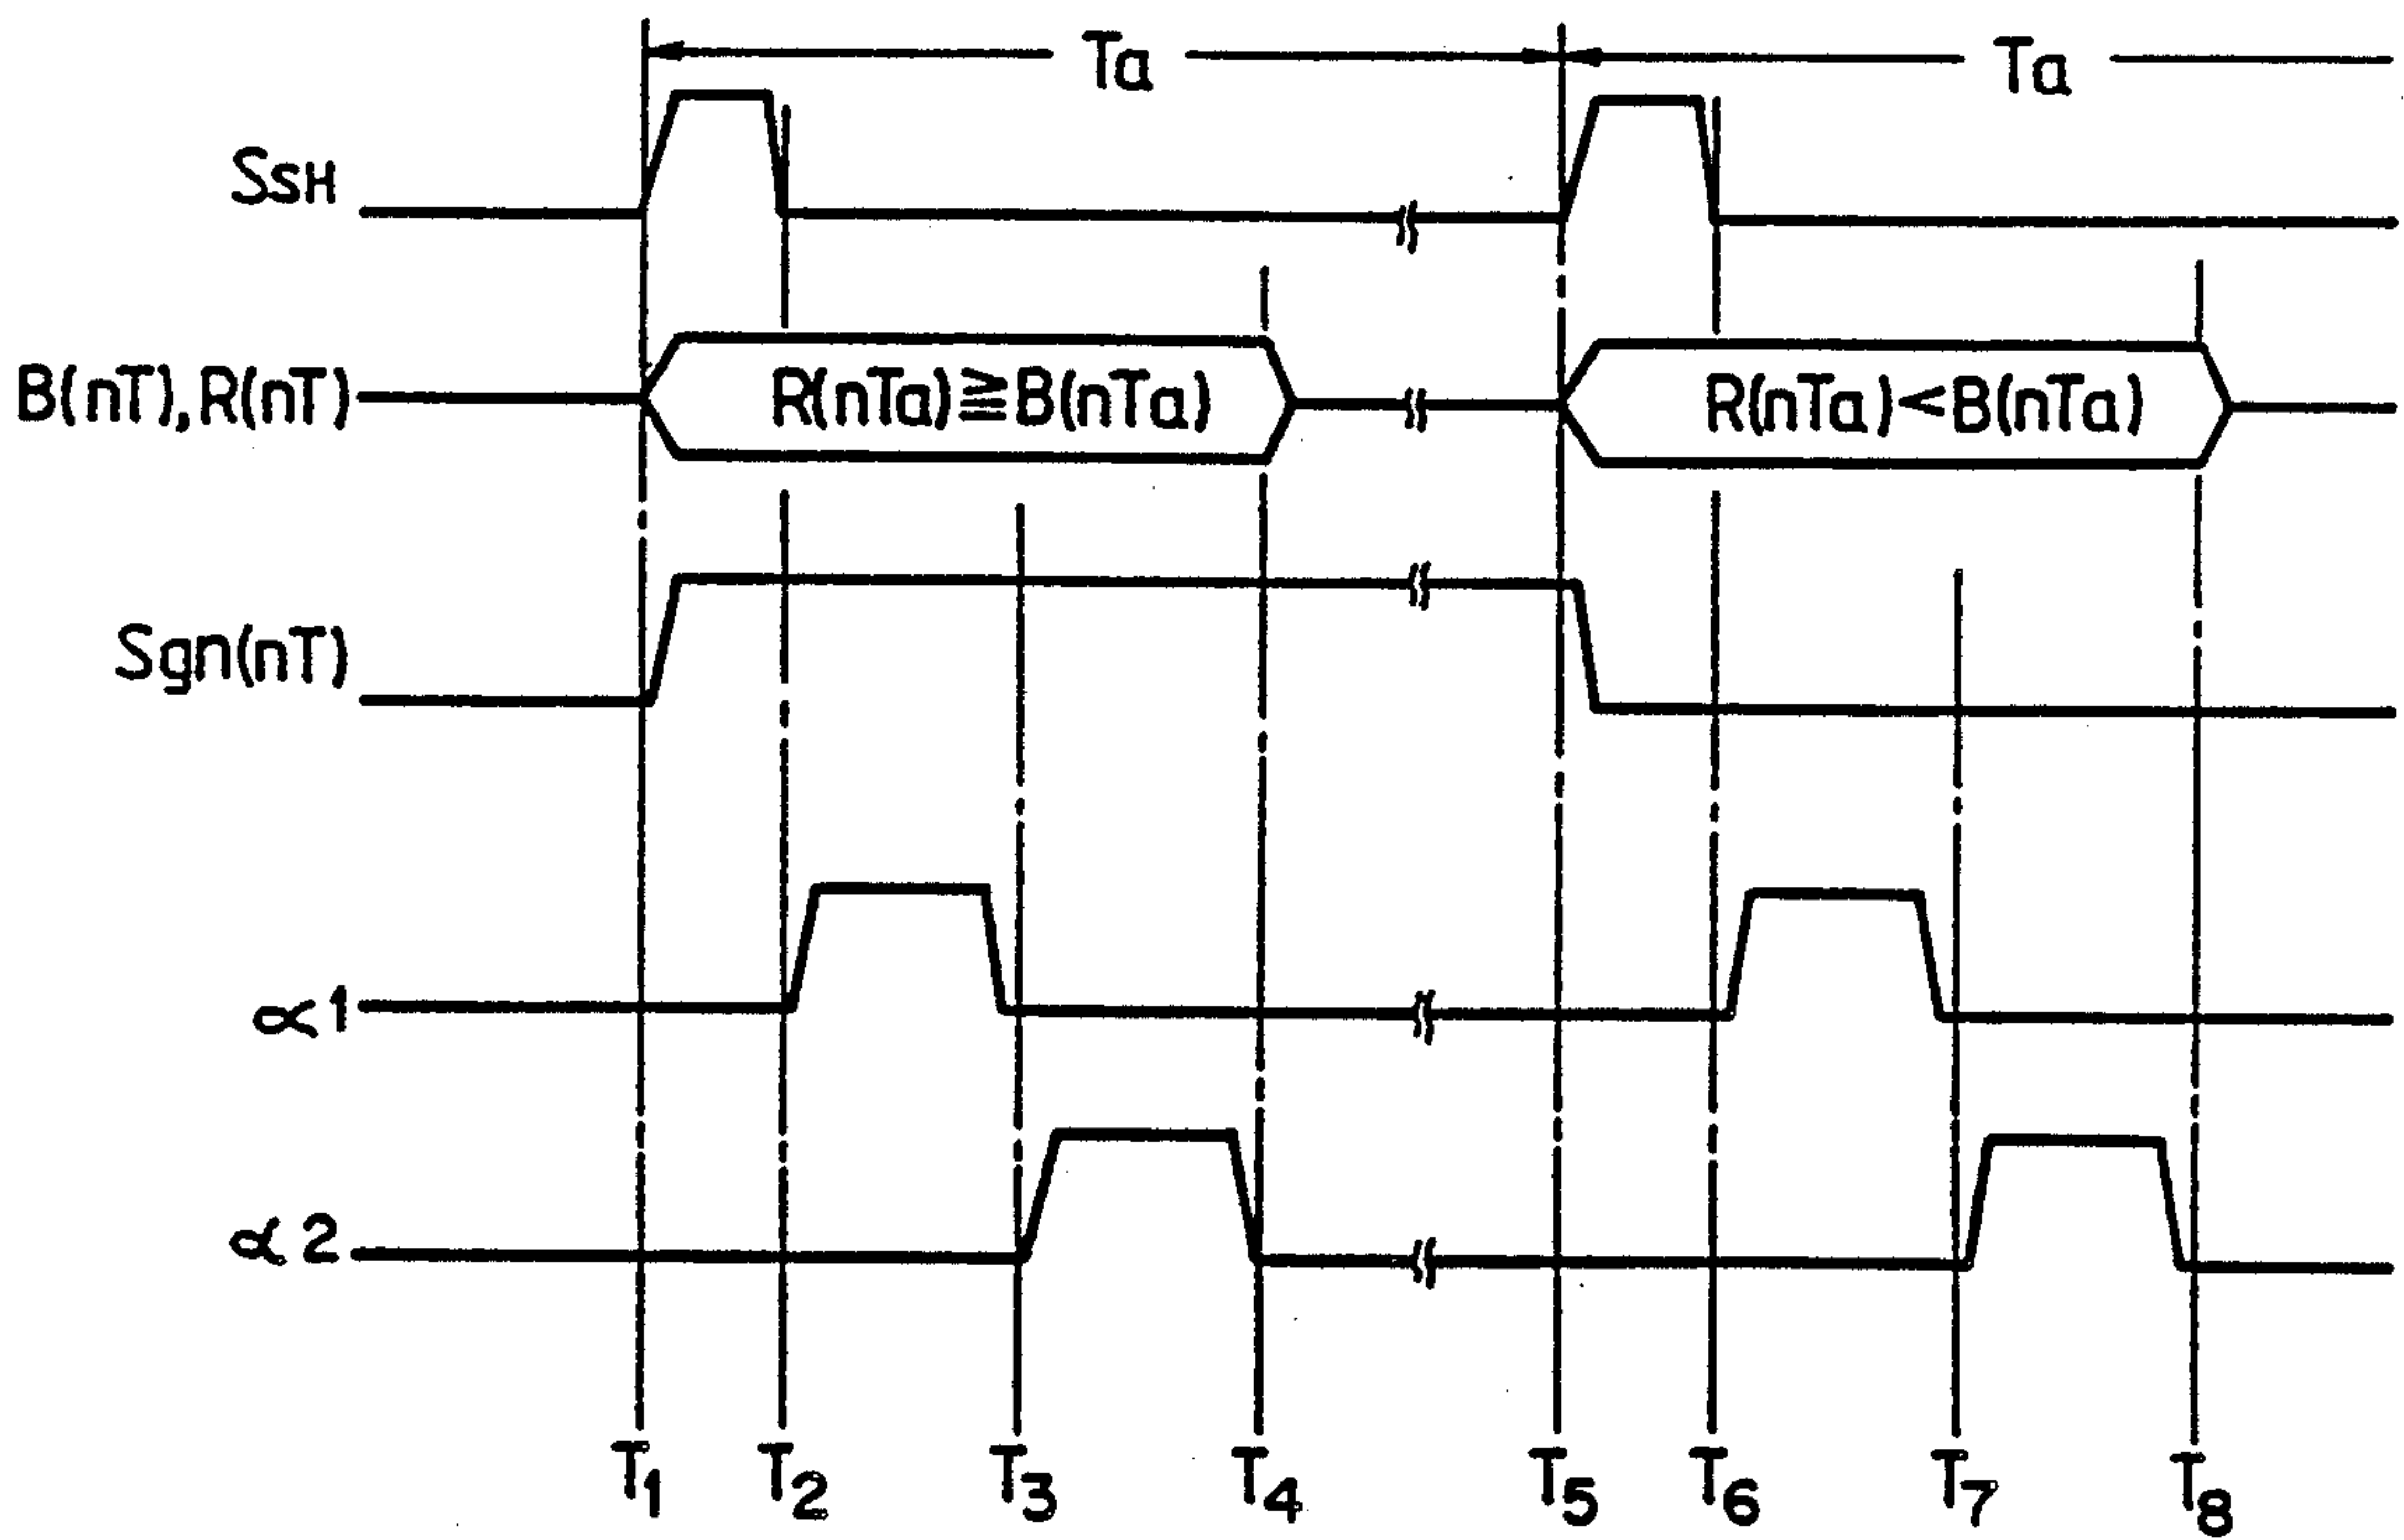 Ta Ta
SSH
B(nT),R(nT) R(nTa)≧B(nTa) R(nTa)<B(nTa)
Sgn(nT)
α1
α2
T1 T2 T3 T4 T5 T6 T7 T8